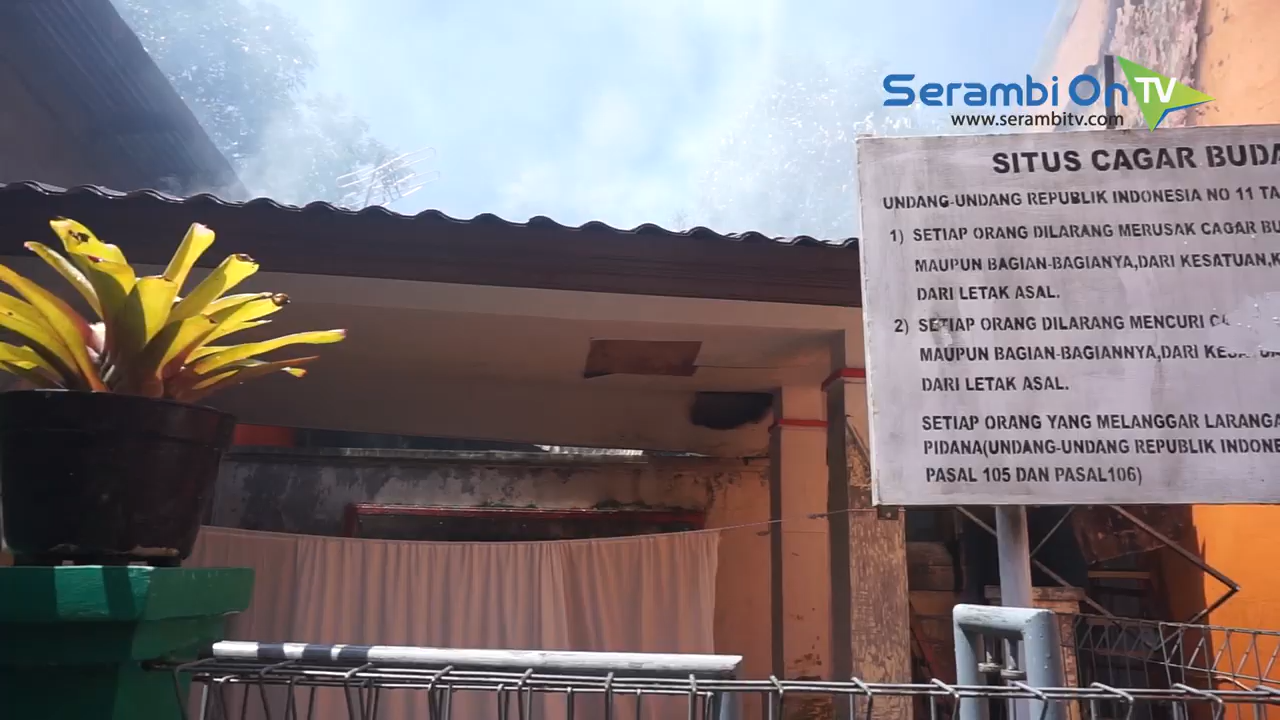 Serambi On TV
www.serambitv.com
SITUS CAGAR BUDA
UNDANG-UNDANG REPUBLIK INDONESIA NO 11 TA
1) SETIAP ORANG DILARANG MERUSAK CAGAR BU
MAUPUN BAGIAN-BAGIANYA,DARI KESATUAN,K
DARI LETAK ASAL.
2) SETIAP ORANG DILARANG MENCURI
MAUPUN BAGIAN-BAGIANNYA,DARI
DARI LETAK ASAL.
SETIAP ORANG YANG MELANGGAR LARANGA
PIDANA(UNDANG-UNDANG REPUBLIK INDONE
PASAL 105 DAN PASAL106)